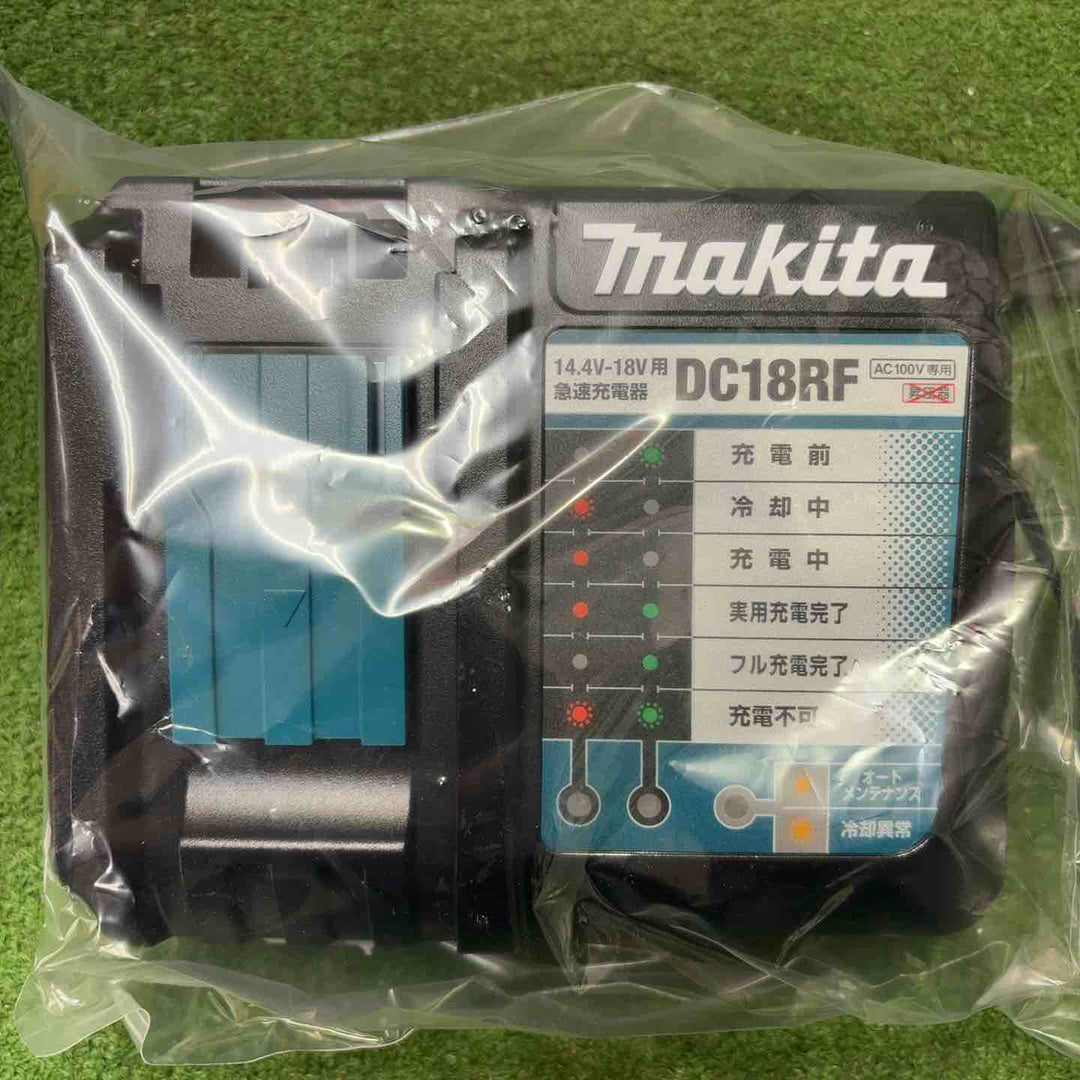 makita®
14.4V-18V用
急速充電器
DC18RF
AC100V専用
昇圧器
充電前
冷却中
充電中
実用充電完了
フル充電完了
充電不可
オート
メンテナンス
冷却異常